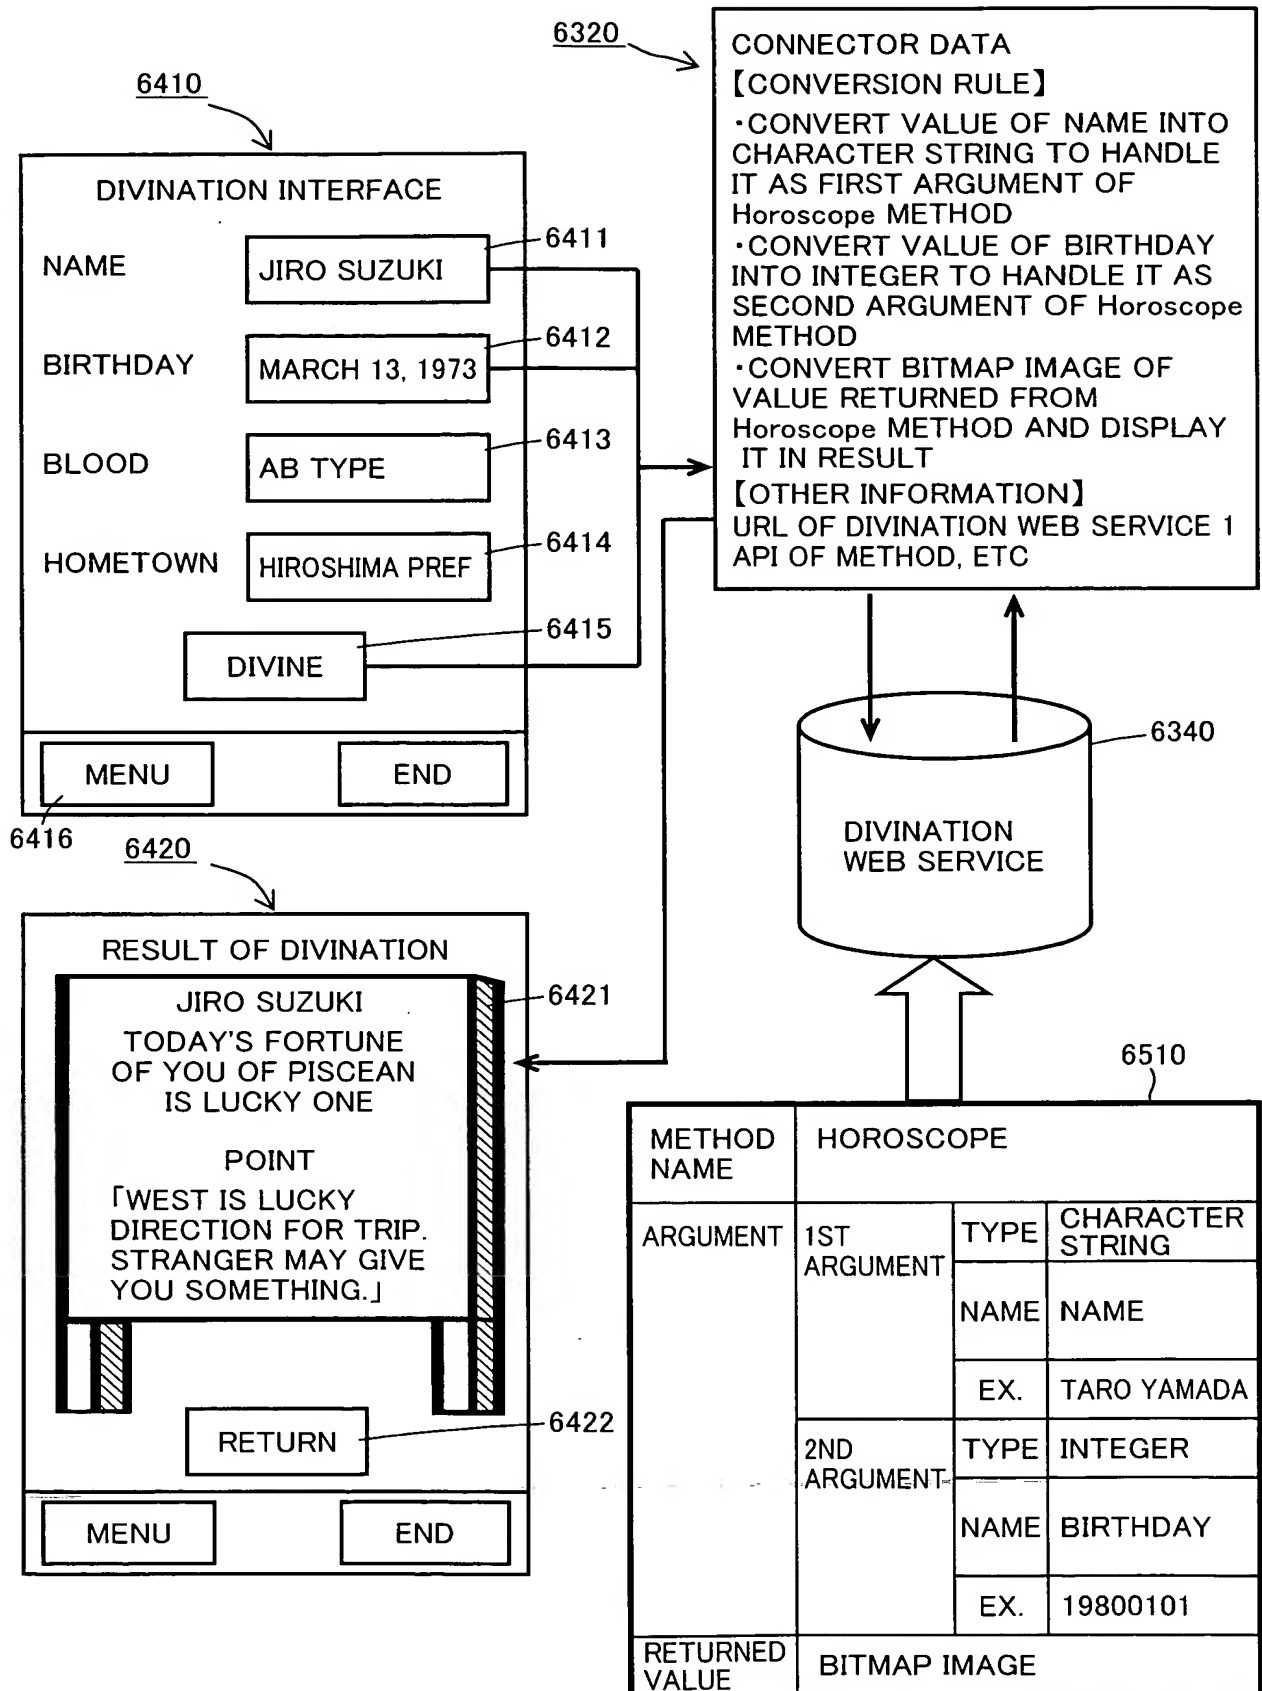 6410
DIVINATION INTERFACE
NAME
JIRO SUZUKI
6411
BIRTHDAY
MARCH 13, 1973
6412
BLOOD
AB TYPE
6413
HOMETOWN
HIROSHIMA PREF
6414
DIVINE
6415
MENU
END
6416
6320
CONNECTOR DATA
【CONVERSION RULE】
・CONVERT VALUE OF NAME INTO
CHARACTER STRING TO HANDLE
IT AS FIRST ARGUMENT OF
Horoscope METHOD
・CONVERT VALUE OF BIRTHDAY
INTO INTEGER TO HANDLE IT AS
SECOND ARGUMENT OF Horoscope
METHOD
・CONVERT BITMAP IMAGE OF
VALUE RETURNED FROM
Horoscope METHOD AND DISPLAY
IT IN RESULT
【OTHER INFORMATION】
URL OF DIVINATION WEB SERVICE 1
API OF METHOD, ETC
6340
DIVINATION
WEB SERVICE
6420
RESULT OF DIVINATION
JIRO SUZUKI
TODAY'S FORTUNE
OF YOU OF PISCEAN
IS LUCKY ONE
POINT
「WEST IS LUCKY
DIRECTION FOR TRIP.
STRANGER MAY GIVE
YOU SOMETHING.」
6421
RETURN
6422
MENU
END
6510
METHOD
NAME
HOROSCOPE
ARGUMENT
1ST
ARGUMENT
TYPE
CHARACTER
STRING
NAME
NAME
EX.
TARO YAMADA
2ND
ARGUMENT
TYPE
INTEGER
NAME
BIRTHDAY
EX.
19800101
RETURNED
VALUE
BITMAP IMAGE